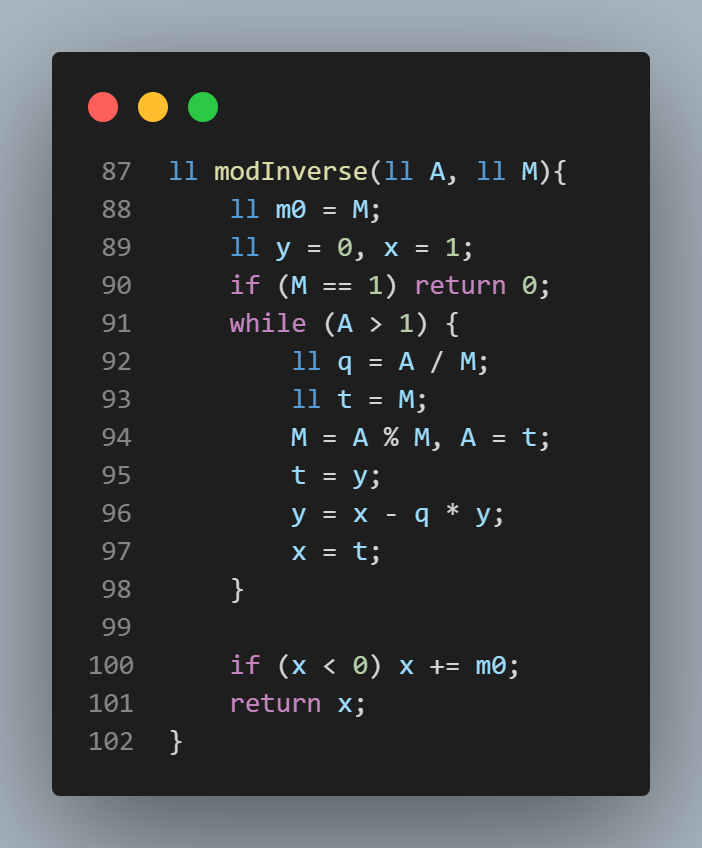 87 ll modInverse(ll A, ll M){
88     ll m0 = M;
89     ll y = 0, x = 1;
90     if (M == 1) return 0;
91     while (A > 1) {
92         ll q = A / M;
93         ll t = M;
94         M = A % M, A = t;
95         t = y;
96         y = x - q * y;
97         x = t;
98     }
99
100     if (x < 0) x += m0;
101     return x;
102 }